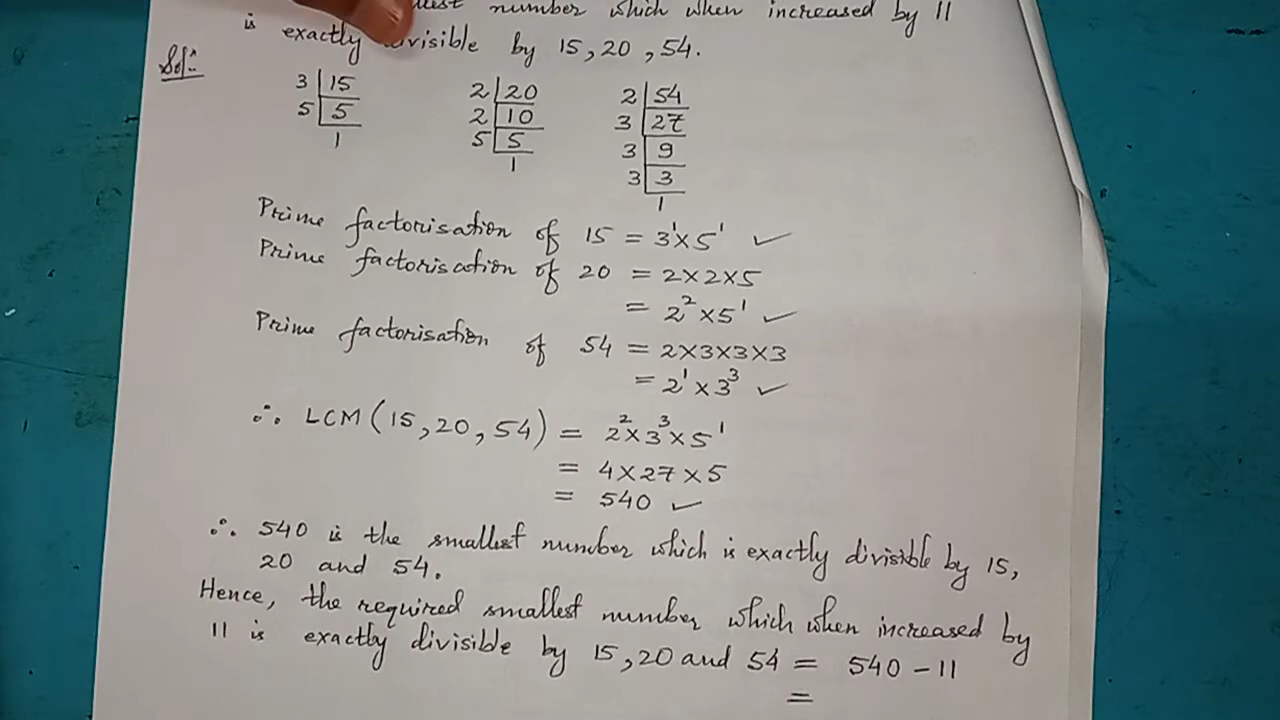 number which when increased by 11
is exactly divisible by 15, 20, 54.
Sol:-
3 | 15
5 | 5
1
2 | 20
2 | 10
5 | 5
1
2 | 54
3 | 27
3 | 9
3 | 3
1
Prime factorisation of 15 = 3¹×5¹ ✓
Prime factorisation of 20 = 2×2×5
= 2²×5¹ ✓
Prime factorisation of 54 = 2×3×3×3
= 2¹×3³ ✓
∴ LCM (15, 20, 54) = 2²×3³×5¹
= 4×27×5
= 540 ✓
∴ 540 is the smallest number which is exactly divisible by 15,
20 and 54.
Hence, the required smallest number which when increased by
11 is exactly divisible by 15, 20 and 54 = 540 - 11
=